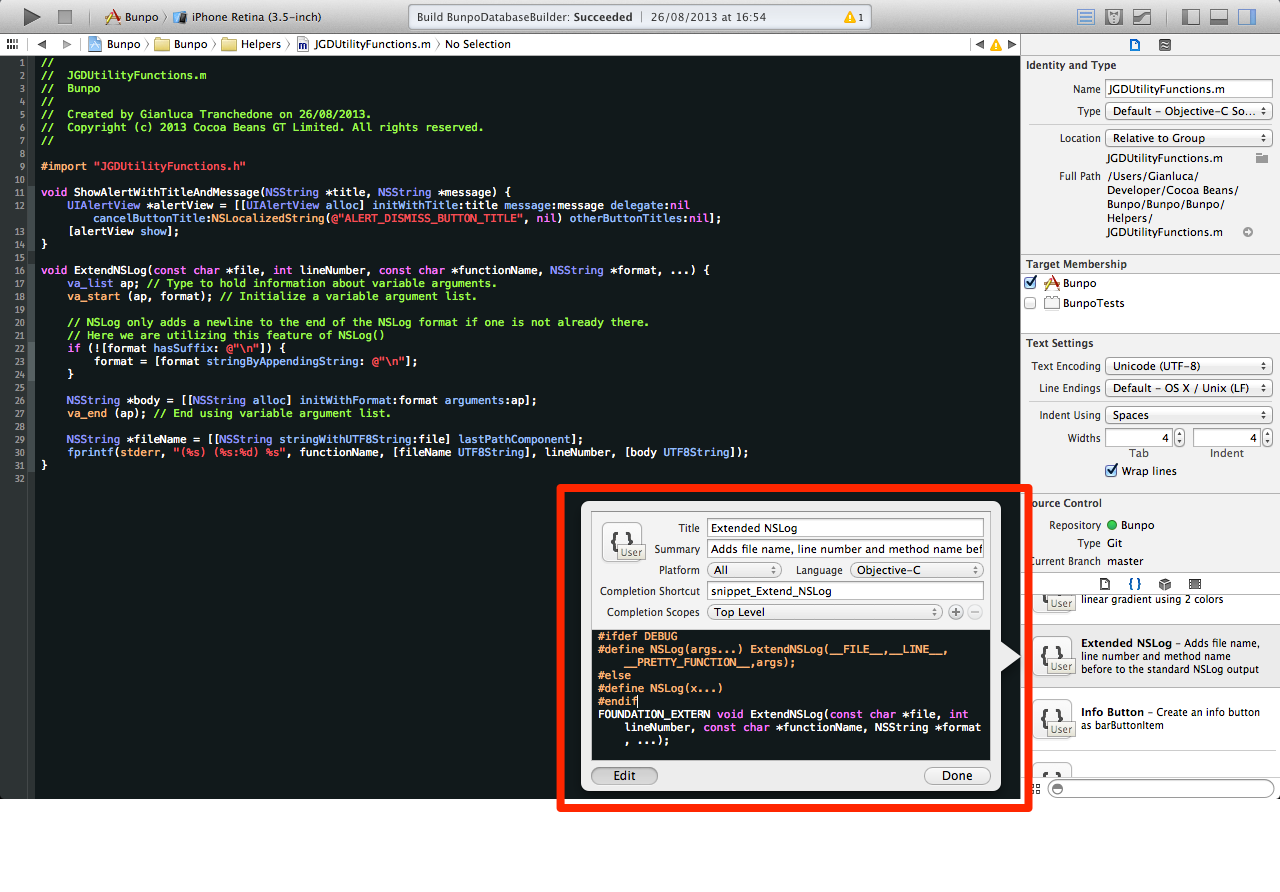 Bunpo › iPhone Retina (3.5-inch)
Build BunpoDatabaseBuilder: Succeeded | 26/08/2013 at 16:54
1
Bunpo › Bunpo › Helpers › JGDUtilityFunctions.m › No Selection
1 //
2 //  JGDUtilityFunctions.m
3 //  Bunpo
4 //
5 //  Created by Gianluca Tranchedone on 26/08/2013.
6 //  Copyright (c) 2013 Cocoa Beans GT Limited. All rights reserved.
7 //
8
9 #import "JGDUtilityFunctions.h"
10
11 void ShowAlertWithTitleAndMessage(NSString *title, NSString *message) {
12     UIAlertView *alertView = [[UIAlertView alloc] initWithTitle:title message:message delegate:nil
cancelButtonTitle:NSLocalizedString(@"ALERT_DISMISS_BUTTON_TITLE", nil) otherButtonTitles:nil];
13     [alertView show];
14 }
15
16 void ExtendNSLog(const char *file, int lineNumber, const char *functionName, NSString *format, ...) {
17     va_list ap; // Type to hold information about variable arguments.
18     va_start (ap, format); // Initialize a variable argument list.
19
20     // NSLog only adds a newline to the end of the NSLog format if one is not already there.
21     // Here we are utilizing this feature of NSLog()
22     if (![format hasSuffix: @"\n"]) {
23         format = [format stringByAppendingString: @"\n"];
24     }
25
26     NSString *body = [[NSString alloc] initWithFormat:format arguments:ap];
27     va_end (ap); // End using variable argument list.
28
29     NSString *fileName = [[NSString stringWithUTF8String:file] lastPathComponent];
30     fprintf(stderr, "(%s) (%s:%d) %s", functionName, [fileName UTF8String], lineNumber, [body UTF8String]);
31 }
32
{ } User
Title Extended NSLog
Summary Adds file name, line number and method name bef
Platform All Language Objective-C
Completion Shortcut snippet_Extend_NSLog
Completion Scopes Top Level
#ifdef DEBUG
#define NSLog(args...) ExtendNSLog(__FILE__,__LINE__,
__PRETTY_FUNCTION__,args);
#else
#define NSLog(x...)
#endif
FOUNDATION_EXTERN void ExtendNSLog(const char *file, int
lineNumber, const char *functionName, NSString *format
, ...);
Edit Done
Identity and Type
Name JGDUtilityFunctions.m
Type Default - Objective-C So...
Location Relative to Group
JGDUtilityFunctions.m
Full Path /Users/Gianluca/
Developer/Cocoa Beans/
Bunpo/Bunpo/Bunpo/
Helpers/
JGDUtilityFunctions.m
Target Membership
Bunpo
BunpoTests
Text Settings
Text Encoding Unicode (UTF-8)
Line Endings Default - OS X / Unix (LF)
Indent Using Spaces
Widths 4 4
Tab Indent
Wrap lines
ource Control
Repository Bunpo
Type Git
Current Branch master
{ }
User linear gradient using 2 colors
Extended NSLog – Adds file name,
{ } line number and method name
User before to the standard NSLog output
{ } Info Button – Create an info button
User as barButtonItem